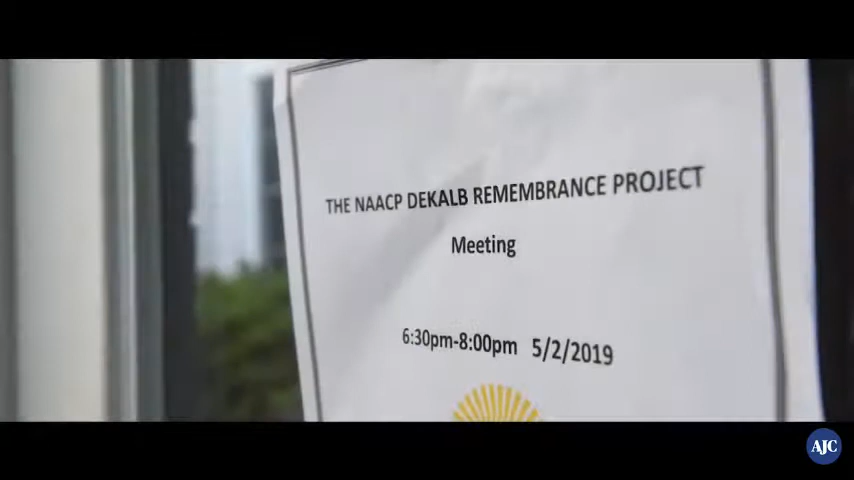 THE NAACP DEKALB REMEMBRANCE PROJECT
Meeting
6:30pm-8:00pm 5/2/2019
AJC